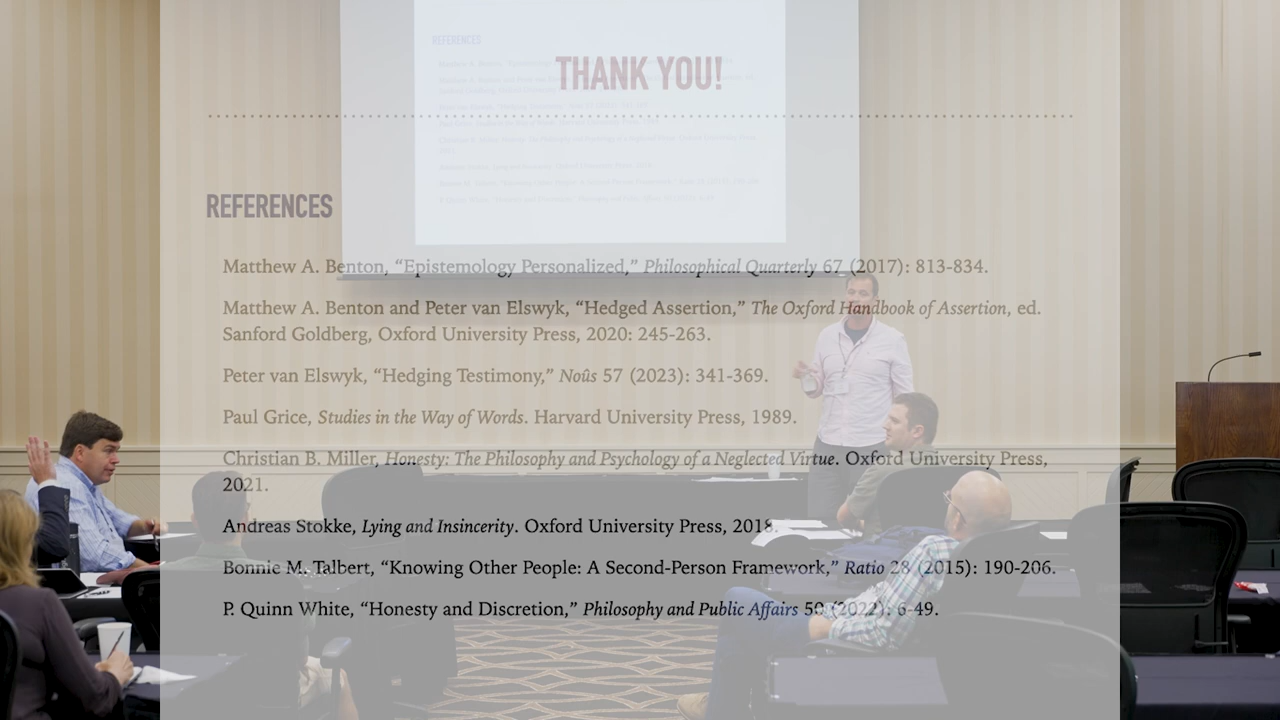 THANK YOU!
REFERENCES
Matthew A. Benton, “Epistemology Personalized,” Philosophical Quarterly 67 (2017): 813-834.
Matthew A. Benton and Peter van Elswyk, “Hedged Assertion,” The Oxford Handbook of Assertion, ed.
Sanford Goldberg, Oxford University Press, 2020: 245-263.
Peter van Elswyk, “Hedging Testimony,” Noûs 57 (2023): 341-369.
Paul Grice, Studies in the Way of Words. Harvard University Press, 1989.
Christian B. Miller, Honesty: The Philosophy and Psychology of a Neglected Virtue. Oxford University Press,
2021.
Andreas Stokke, Lying and Insincerity. Oxford University Press, 2018.
Bonnie M. Talbert, “Knowing Other People: A Second-Person Framework,” Ratio 28 (2015): 190-206.
P. Quinn White, “Honesty and Discretion,” Philosophy and Public Affairs 50 (2022): 6-49.